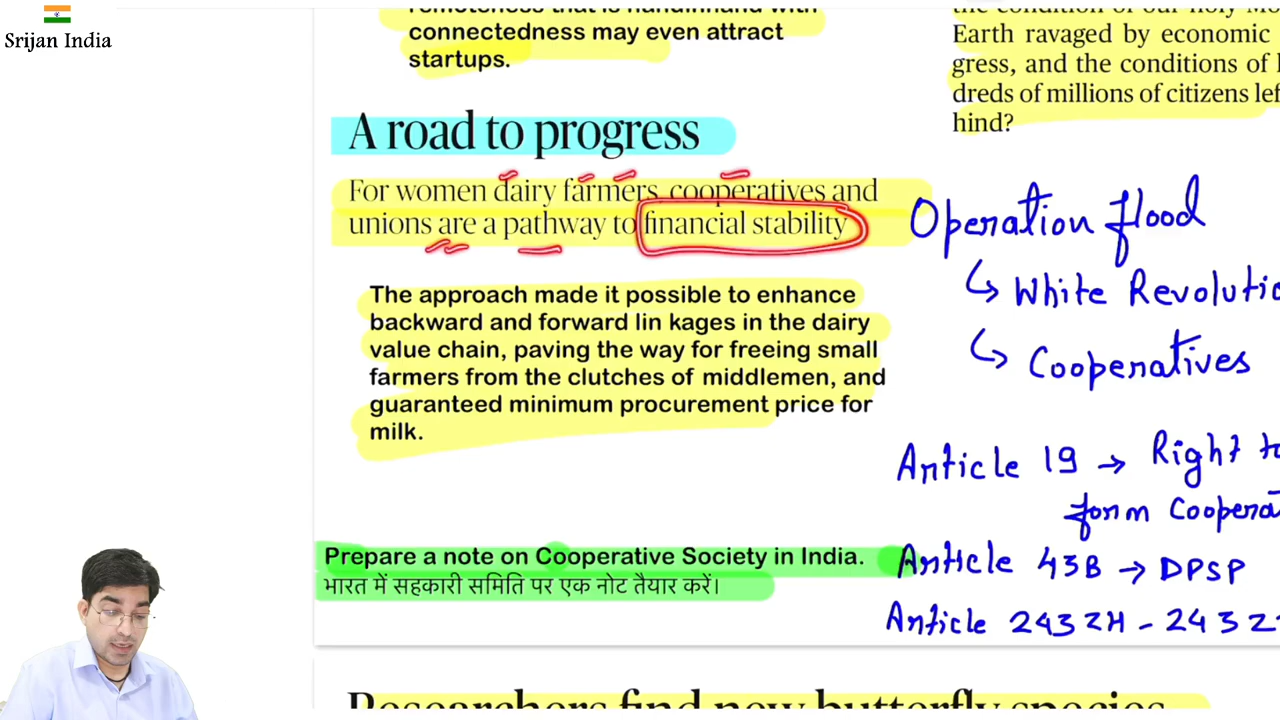 Srijan India
connectedness may even attract
startups.
A road to progress
For women dairy farmers, cooperatives and
unions are a pathway to financial stability
The approach made it possible to enhance
backward and forward lin kages in the dairy
value chain, paving the way for freeing small
farmers from the clutches of middlemen, and
guaranteed minimum procurement price for
milk.
Prepare a note on Cooperative Society in India.
भारत में सहकारी समिति पर एक नोट तैयार करें।
Earth ravaged by economic
gress, and the conditions of
dreds of millions of citizens lef
hind?
Operation flood
↳ White Revolutio
↳ Cooperatives
Article 19 → Right to
form Coopera
Article 43B → DPSP
Article 243ZH - 243Z
Researchers find new butterfly species